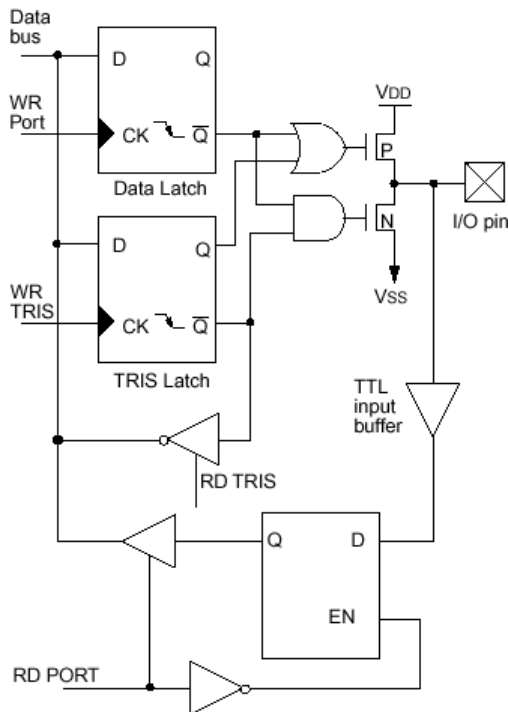 Data
bus
D
Q
VDD
WR
Port
CK
Q
P
Data Latch
N
I/O pin
D
Q
VSS
WR
TRIS
CK
Q
TRIS Latch
TTL
input
buffer
RD TRIS
Q
D
EN
RD PORT